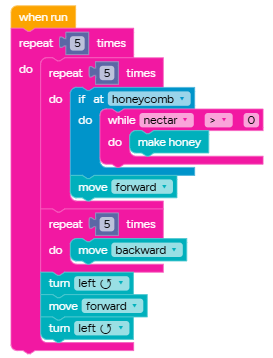 when run
repeat 5 times
do repeat 5 times
do if at honeycomb
do while nectar > 0
do make honey
move forward
repeat 5 times
do move backward
turn left ↺
move forward
turn left ↺